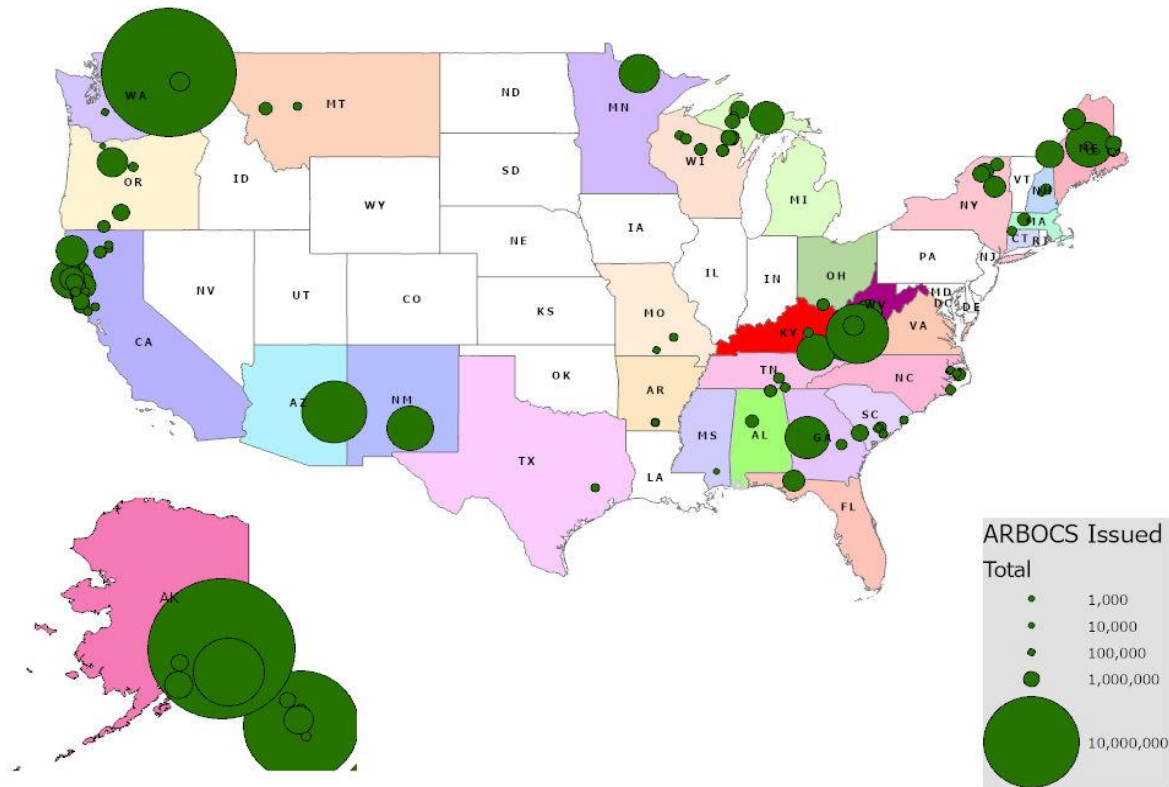 WA
MT
ND
MN
OR
ID
SD
WI
WY
MI
NY
VT
NH
ME
MA
CT
RI
IA
NE
PA
NJ
IL
IN
OH
MD
DC
DE
NV
UT
CO
KS
MO
KY
WV
VA
CA
OK
TN
NC
AZ
NM
AR
SC
MS
AL
GA
TX
LA
FL
AK
ARBOCS Issued
Total
1,000
10,000
100,000
1,000,000
10,000,000